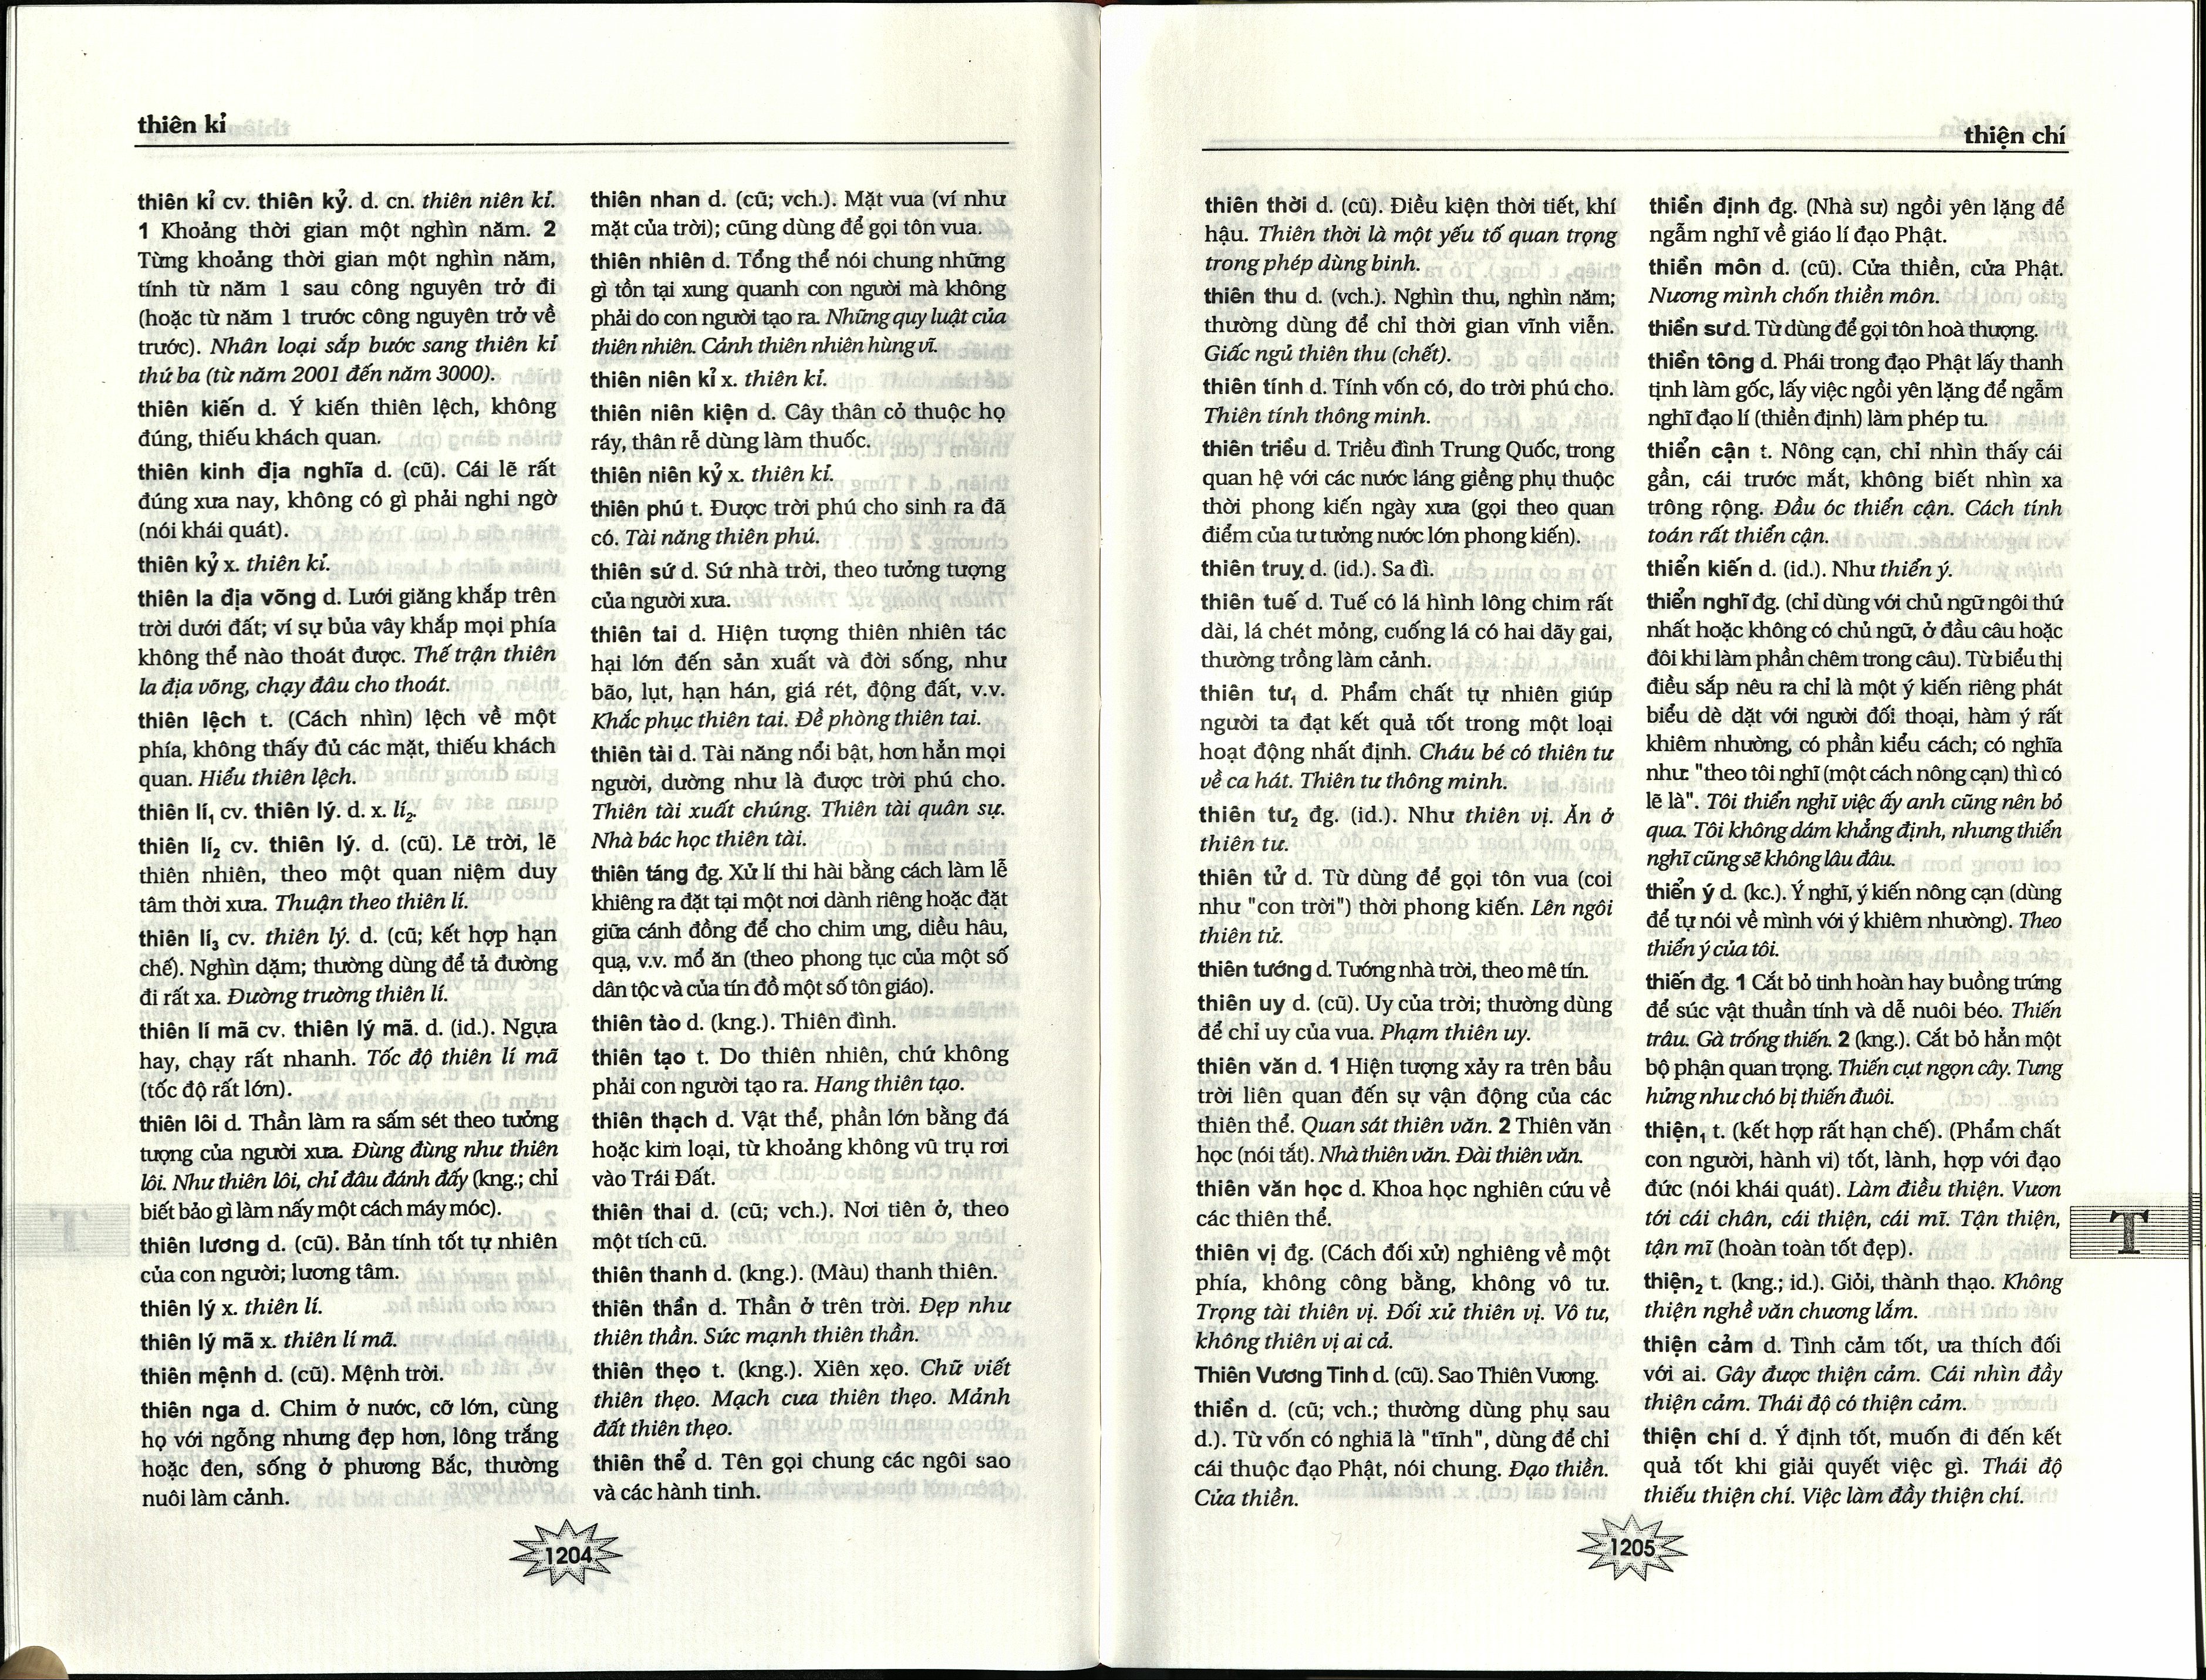 thiên kỉ
thiên kỉ cv. thiên kỷ. d. cn. thiên niên kỉ.
1 Khoảng thời gian một nghìn năm. 2
Từng khoảng thời gian một nghìn năm,
tính từ năm 1 sau công nguyên trở đi
(hoặc từ năm 1 trước công nguyên trở về
trước). Nhân loại sắp bước sang thiên kỉ
thứ ba (từ năm 2001 đến năm 3000).
thiên kiến d. Ý kiến thiên lệch, không
đúng, thiếu khách quan.
thiên kinh địa nghĩa d. (cũ). Cái lẽ rất
đúng xưa nay, không có gì phải nghi ngờ
(nói khái quát).
thiên kỷ x. thiên kỉ.
thiên la địa võng d. Lưới giăng khắp trên
trời dưới đất; ví sự bủa vây khắp mọi phía
không thể nào thoát được. Thế trận thiên
la địa võng, chạy đâu cho thoát.
thiên lệch t. (Cách nhìn) lệch về một
phía, không thấy đủ các mặt, thiếu khách
quan. Hiểu thiên lệch.
thiên lí₁ cv. thiên lý. d. x. lí₂.
thiên lí₂ cv. thiên lý. d. (cũ). Lẽ trời, lẽ
thiên nhiên, theo một quan niệm duy
tâm thời xưa. Thuận theo thiên lí.
thiên lí₃ cv. thiên lý. d. (cũ; kết hợp hạn
chế). Nghìn dặm; thường dùng để tả đường
đi rất xa. Đường trường thiên lí.
thiên lí mã cv. thiên lý mã. d. (id.). Ngựa
hay, chạy rất nhanh. Tốc độ thiên lí mã
(tốc độ rất lớn).
thiên lôi d. Thần làm ra sấm sét theo tưởng
tượng của người xưa. Đùng đùng như thiên
lôi. Như thiên lôi, chỉ đâu đánh đấy (kng.; chỉ
biết bảo gì làm nấy một cách máy móc).
thiên lương d. (cũ). Bản tính tốt tự nhiên
của con người; lương tâm.
thiên lý x. thiên lí.
thiên lý mã x. thiên lí mã.
thiên mệnh d. (cũ). Mệnh trời.
thiên nga d. Chim ở nước, cỡ lớn, cùng
họ với ngỗng nhưng đẹp hơn, lông trắng
hoặc đen, sống ở phương Bắc, thường
nuôi làm cảnh.
thiên nhan d. (cũ; vch.). Mặt vua (ví như
mặt của trời); cũng dùng để gọi tôn vua.
thiên nhiên d. Tổng thể nói chung những
gì tồn tại xung quanh con người mà không
phải do con người tạo ra. Những quy luật của
thiên nhiên. Cảnh thiên nhiên hùng vĩ.
thiên niên kỉ x. thiên kỉ.
thiên niên kiện d. Cây thân cỏ thuộc họ
ráy, thân rễ dùng làm thuốc.
thiên niên kỷ x. thiên kỉ.
thiên phú t. Được trời phú cho sinh ra đã
có. Tài năng thiên phú.
thiên sứ d. Sứ nhà trời, theo tưởng tượng
của người xưa.
thiên tai d. Hiện tượng thiên nhiên tác
hại lớn đến sản xuất và đời sống, như
bão, lụt, hạn hán, giá rét, động đất, v.v.
Khắc phục thiên tai. Đề phòng thiên tai.
thiên tài d. Tài năng nổi bật, hơn hẳn mọi
người, dường như là được trời phú cho.
Thiên tài xuất chúng. Thiên tài quân sự.
Nhà bác học thiên tài.
thiên táng đg. Xử lí thi hài bằng cách làm lễ
khiêng ra đặt tại một nơi dành riêng hoặc đặt
giữa cánh đồng để cho chim ưng, diều hâu,
quạ, v.v. mổ ăn (theo phong tục của một số
dân tộc và của tín đồ một số tôn giáo).
thiên tào d. (kng.). Thiên đình.
thiên tạo t. Do thiên nhiên, chứ không
phải con người tạo ra. Hang thiên tạo.
thiên thạch d. Vật thể, phần lớn bằng đá
hoặc kim loại, từ khoảng không vũ trụ rơi
vào Trái Đất.
thiên thai d. (cũ; vch.). Nơi tiên ở, theo
một tích cũ.
thiên thanh d. (kng.). (Màu) thanh thiên.
thiên thần d. Thần ở trên trời. Đẹp như
thiên thần. Sức mạnh thiên thần.
thiên thẹo t. (kng.). Xiên xẹo. Chữ viết
thiên thẹo. Mạch cưa thiên thẹo. Mảnh
đất thiên thẹo.
thiên thể d. Tên gọi chung các ngôi sao
và các hành tinh.
1204
thiện chí
thiên thời d. (cũ). Điều kiện thời tiết, khí
hậu. Thiên thời là một yếu tố quan trọng
trong phép dùng binh.
thiên thu d. (vch.). Nghìn thu, nghìn năm;
thường dùng để chỉ thời gian vĩnh viễn.
Giấc ngủ thiên thu (chết).
thiên tính d. Tính vốn có, do trời phú cho.
Thiên tính thông minh.
thiên triều d. Triều đình Trung Quốc, trong
quan hệ với các nước láng giềng phụ thuộc
thời phong kiến ngày xưa (gọi theo quan
điểm của tư tưởng nước lớn phong kiến).
thiên truỵ d. (id.). Sa đì.
thiên tuế d. Tuế có lá hình lông chim rất
dài, lá chét mỏng, cuống lá có hai dãy gai,
thường trồng làm cảnh.
thiên tư₁ d. Phẩm chất tự nhiên giúp
người ta đạt kết quả tốt trong một loại
hoạt động nhất định. Cháu bé có thiên tư
về ca hát. Thiên tư thông minh.
thiên tư₂ đg. (id.). Như thiên vị. Ăn ở
thiên tư.
thiên tử d. Từ dùng để gọi tôn vua (coi
như "con trời") thời phong kiến. Lên ngôi
thiên tử.
thiên tướng d. Tướng nhà trời, theo mê tín.
thiên uy d. (cũ). Uy của trời; thường dùng
để chỉ uy của vua. Phạm thiên uy.
thiên văn d. 1 Hiện tượng xảy ra trên bầu
trời liên quan đến sự vận động của các
thiên thể. Quan sát thiên văn. 2 Thiên văn
học (nói tắt). Nhà thiên văn. Đài thiên văn.
thiên văn học d. Khoa học nghiên cứu về
các thiên thể.
thiên vị đg. (Cách đối xử) nghiêng về một
phía, không công bằng, không vô tư.
Trọng tài thiên vị. Đối xử thiên vị. Vô tư,
không thiên vị ai cả.
Thiên Vương Tinh d. (cũ). Sao Thiên Vương.
thiền d. (cũ; vch.; thường dùng phụ sau
d.). Từ vốn có nghĩa là "tĩnh", dùng để chỉ
cái thuộc đạo Phật, nói chung. Đạo thiền.
Cửa thiền.
thiền định đg. (Nhà sư) ngồi yên lặng để
ngẫm nghĩ về giáo lí đạo Phật.
thiền môn d. (cũ). Cửa thiền, cửa Phật.
Nương mình chốn thiền môn.
thiền sư d. Từ dùng để gọi tôn hoà thượng.
thiền tông d. Phái trong đạo Phật lấy thanh
tịnh làm gốc, lấy việc ngồi yên lặng để ngẫm
nghĩ đạo lí (thiền định) làm phép tu.
thiển cận t. Nông cạn, chỉ nhìn thấy cái
gần, cái trước mắt, không biết nhìn xa
trông rộng. Đầu óc thiển cận. Cách tính
toán rất thiển cận.
thiển kiến d. (id.). Như thiển ý.
thiển nghĩ đg. (chỉ dùng với chủ ngữ ngôi thứ
nhất hoặc không có chủ ngữ, ở đầu câu hoặc
đôi khi làm phần chêm trong câu). Từ biểu thị
điều sắp nêu ra chỉ là một ý kiến riêng phát
biểu dè dặt với người đối thoại, hàm ý rất
khiêm nhường, có phần kiểu cách; có nghĩa
như: "theo tôi nghĩ (một cách nông cạn) thì có
lẽ là". Tôi thiển nghĩ việc ấy anh cũng nên bỏ
qua. Tôi không dám khẳng định, nhưng thiển
nghĩ cũng sẽ không lâu đâu.
thiển ý d. (kc.). Ý nghĩ, ý kiến nông cạn (dùng
để tự nói về mình với ý khiêm nhường). Theo
thiển ý của tôi.
thiến đg. 1 Cắt bỏ tinh hoàn hay buồng trứng
để súc vật thuần tính và dễ nuôi béo. Thiến
trâu. Gà trống thiến. 2 (kng.). Cắt bỏ hẳn một
bộ phận quan trọng. Thiến cụt ngọn cây. Tưng
hửng như chó bị thiến đuôi.
thiện₁ t. (kết hợp rất hạn chế). (Phẩm chất
con người, hành vi) tốt, lành, hợp với đạo
đức (nói khái quát). Làm điều thiện. Vươn
tới cái chân, cái thiện, cái mĩ. Tận thiện,
tận mĩ (hoàn toàn tốt đẹp).
thiện₂ t. (kng.; id.). Giỏi, thành thạo. Không
thiện nghề văn chương lắm.
thiện cảm d. Tình cảm tốt, ưa thích đối
với ai. Gây được thiện cảm. Cái nhìn đầy
thiện cảm. Thái độ có thiện cảm.
thiện chí d. Ý định tốt, muốn đi đến kết
quả tốt khi giải quyết việc gì. Thái độ
thiếu thiện chí. Việc làm đầy thiện chí.
T
1205